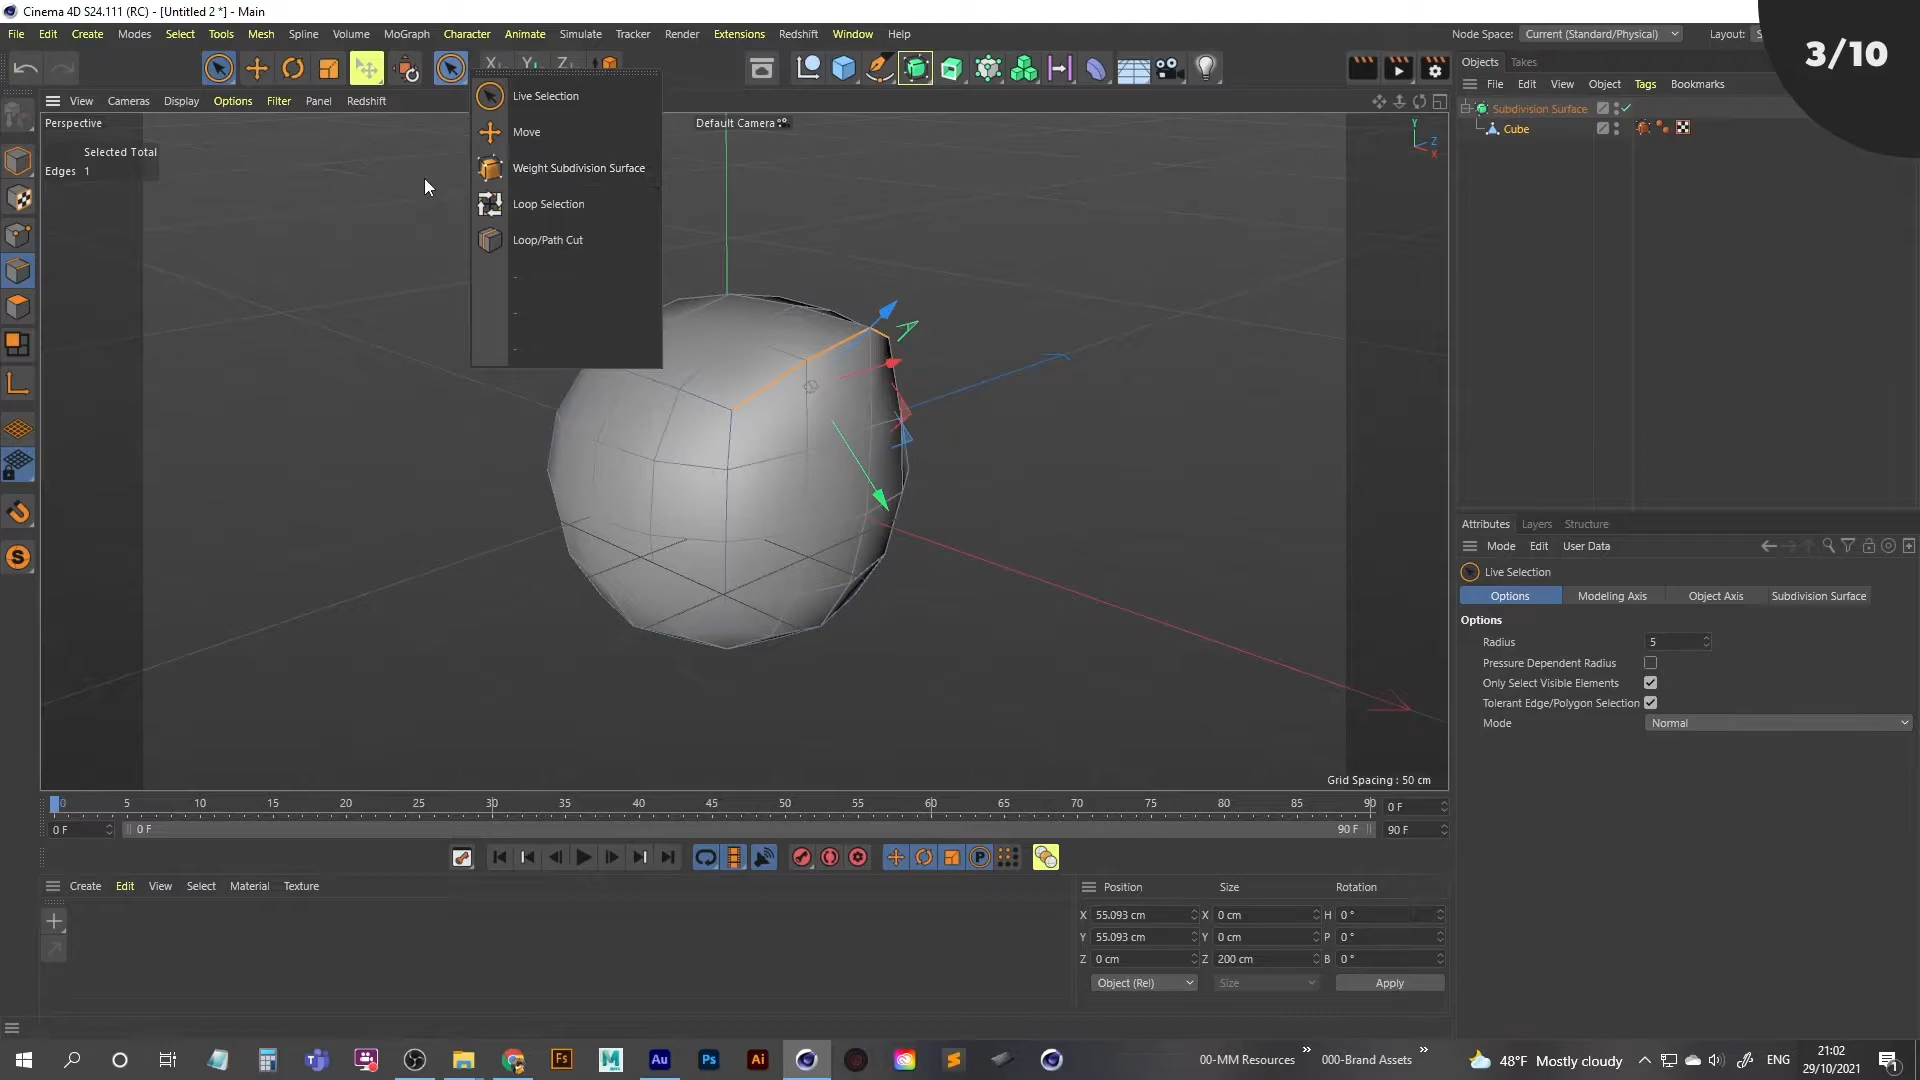 Cinema 4D S24.111 (RC) - [Untitled 2 *] - Main
File Edit Create Modes Select Tools Mesh Spline Volume MoGraph Character Animate Simulate Tracker Render Extensions Redshift Window Help
Node Space: Current (Standard/Physical) Layout:
3/10
View Cameras Display Options Filter Panel Redshift
Perspective
Default Camera
Selected Total
Edges 1
Live Selection
Move
Weight Subdivision Surface
Loop Selection
Loop/Path Cut
Y
Z
X
Grid Spacing : 50 cm
Objects Takes
File Edit View Object Tags Bookmarks
Subdivision Surface
Cube
Attributes Layers Structure
Mode Edit User Data
Live Selection
Options Modeling Axis Object Axis Subdivision Surface
Options
Radius 5
Pressure Dependent Radius
Only Select Visible Elements
Tolerant Edge/Polygon Selection
Mode Normal
0 5 10 15 20 25 30 35 40 45 50 55 60 65 70 75 80 85 90 0 F
0 F 0 F 90 F 90 F
Create Edit View Select Material Texture
Position Size Rotation
X 55.093 cm X 0 cm H 0 °
Y 55.093 cm Y 0 cm P 0 °
Z 0 cm Z 200 cm B 0 °
Object (Rel) Size Apply
00-MM Resources 000-Brand Assets 48°F Mostly cloudy ENG 21:02
29/10/2021